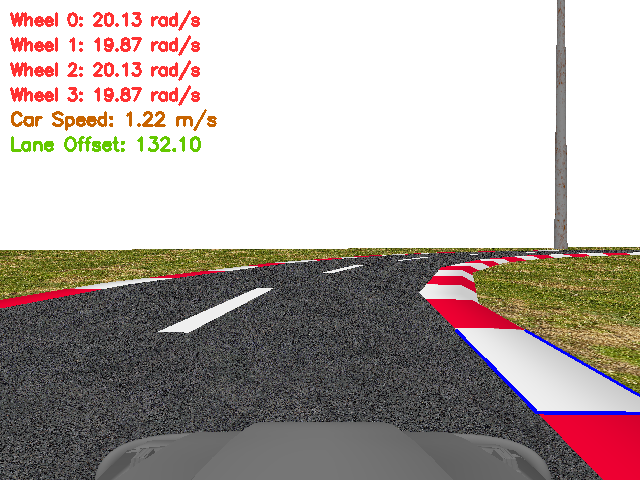 Wheel 0: 20.13 rad/s
Wheel 1: 19.87 rad/s
Wheel 2: 20.13 rad/s
Wheel 3: 19.87 rad/s
Car Speed: 1.22 m/s
Lane Offset: 132.10